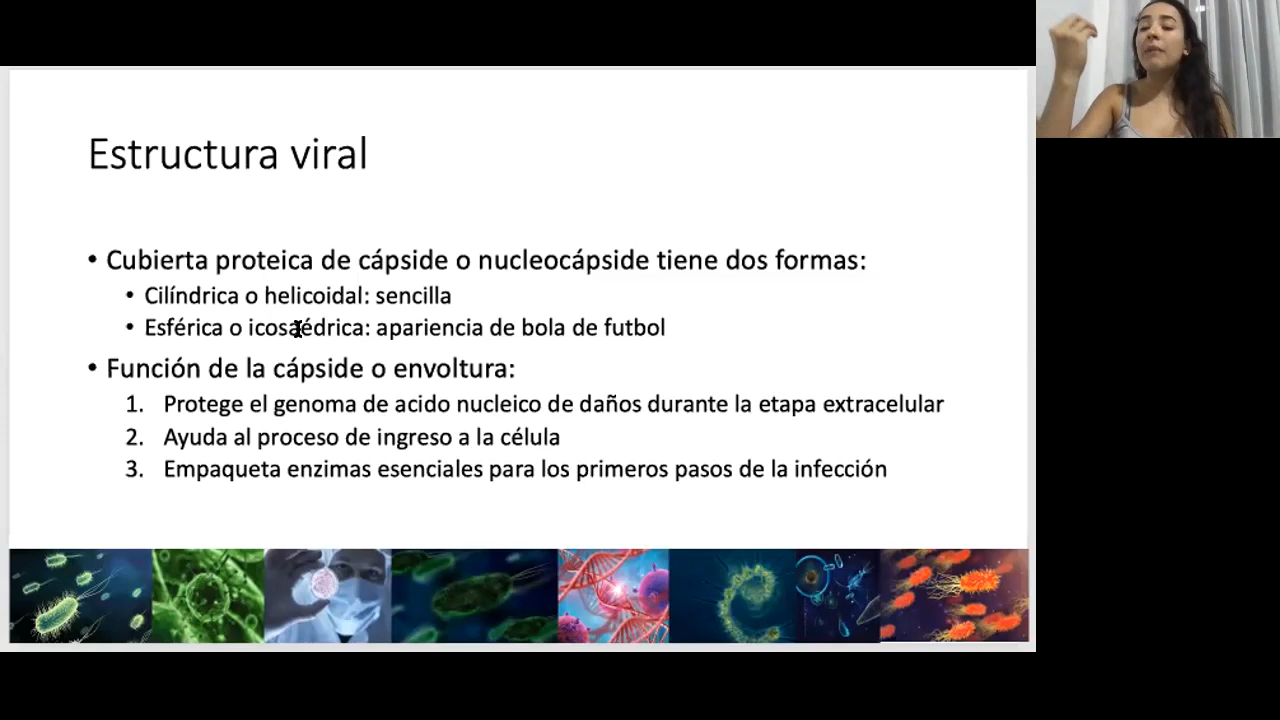 Estructura viral
• Cubierta proteica de cápside o nucleocápside tiene dos formas:
• Cilíndrica o helicoidal: sencilla
• Esférica o icosaédrica: apariencia de bola de futbol
• Función de la cápside o envoltura:
1. Protege el genoma de acido nucleico de daños durante la etapa extracelular
2. Ayuda al proceso de ingreso a la célula
3. Empaqueta enzimas esenciales para los primeros pasos de la infección